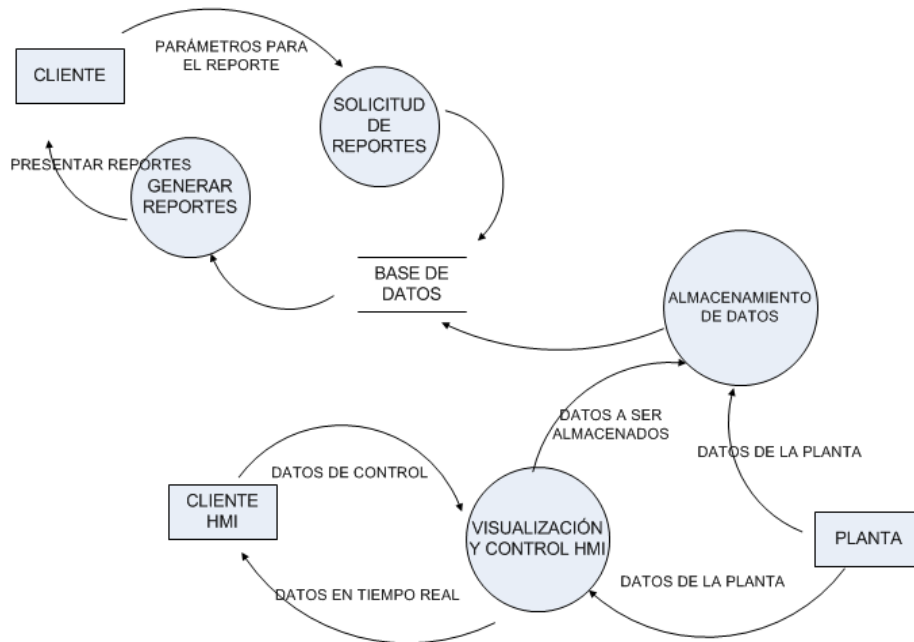 CLIENTE
PARÁMETROS PARA
EL REPORTE
SOLICITUD
DE
REPORTES
PRESENTAR REPORTES
GENERAR
REPORTES
BASE DE
DATOS
ALMACENAMIENTO
DE DATOS
DATOS A SER
ALMACENADOS
DATOS DE LA PLANTA
DATOS DE CONTROL
CLIENTE
HMI
VISUALIZACIÓN
Y CONTROL HMI
PLANTA
DATOS EN TIEMPO REAL
DATOS DE LA PLANTA